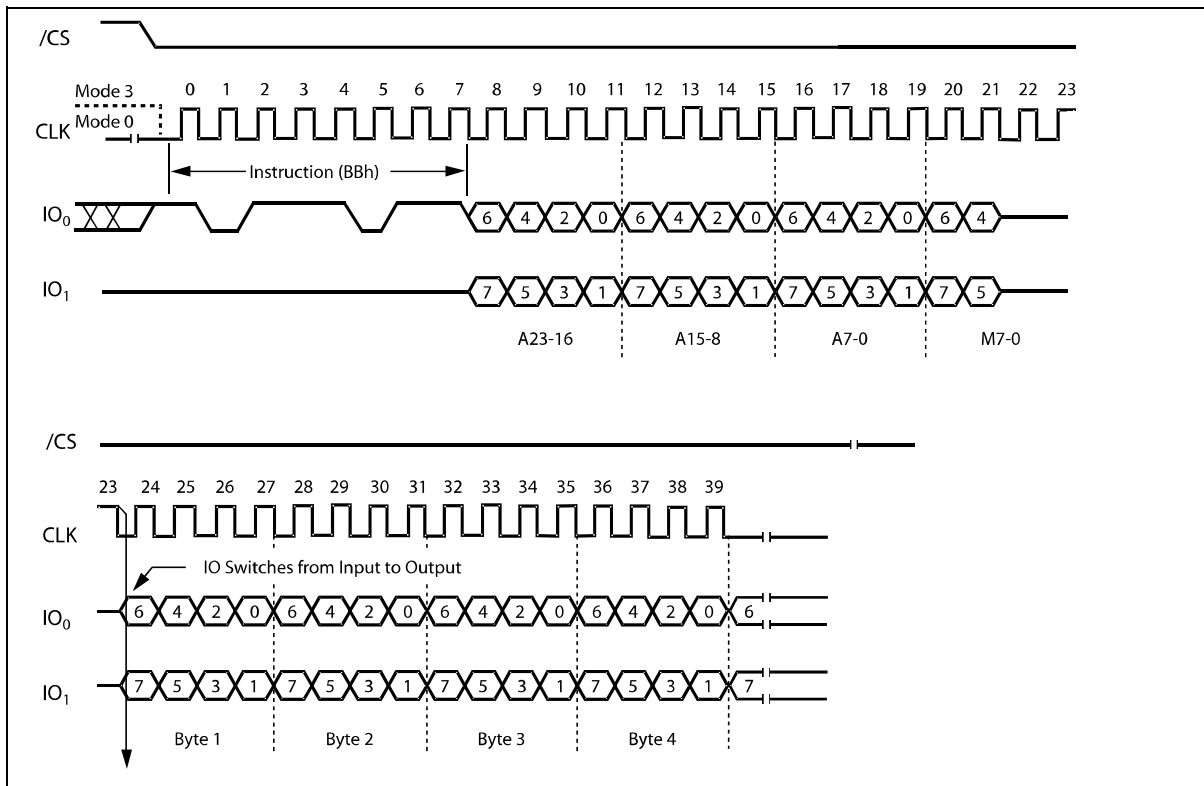 /CS
Mode 3
0 1 2 3 4 5 6 7 8 9 10 11 12 13 14 15 16 17 18 19 20 21 22 23
Mode 0
CLK
Instruction (BBh)
IO0 6 4 2 0 6 4 2 0 6 4 2 0 6 4
IO1 7 5 3 1 7 5 3 1 7 5 3 1 7 5
A23-16 A15-8 A7-0 M7-0
/CS
23 24 25 26 27 28 29 30 31 32 33 34 35 36 37 38 39
CLK
IO Switches from Input to Output
IO0 6 4 2 0 6 4 2 0 6 4 2 0 6 4 2 0 6
IO1 7 5 3 1 7 5 3 1 7 5 3 1 7 5 3 1 7
Byte 1 Byte 2 Byte 3 Byte 4